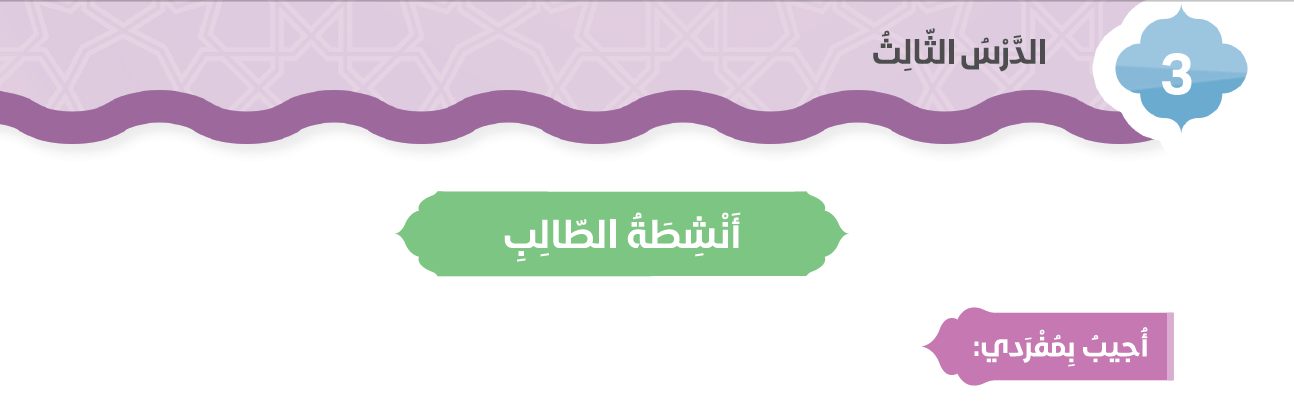 3
الدَّرْسُ الثّالِثُ
أَنْشِطَةُ الطّالِبِ
أُجيبُ بِمُفْرَدي: